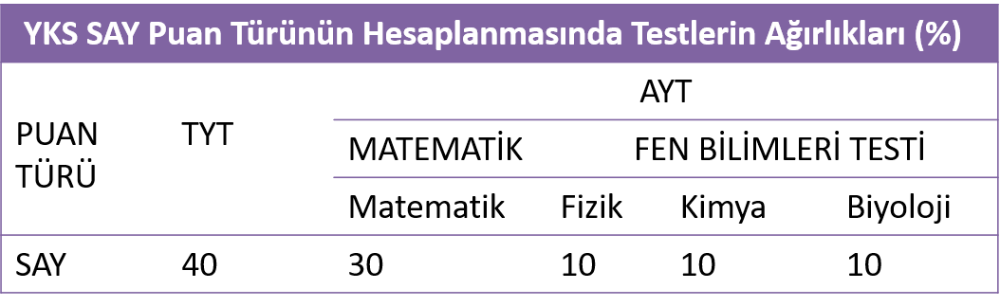 YKS SAY Puan Türünün Hesaplanmasında Testlerin Ağırlıkları (%)
PUAN TÜRÜ TYT AYT
MATEMATİK FEN BİLİMLERİ TESTİ
Matematik Fizik Kimya Biyoloji
SAY 40 30 10 10 10